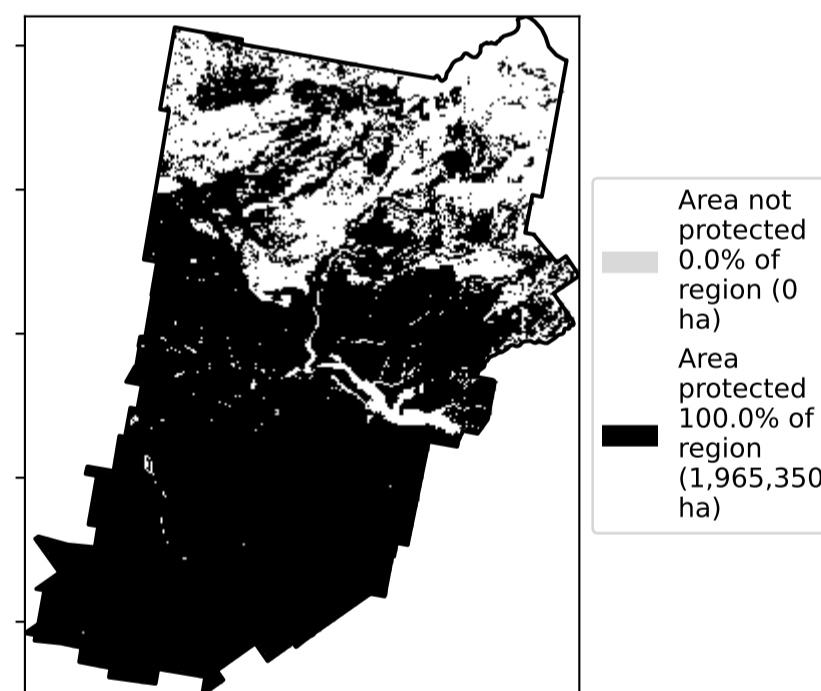 Area not
protected
0.0% of
region (0
ha)
Area
protected
100.0% of
region
(1,965,350
ha)